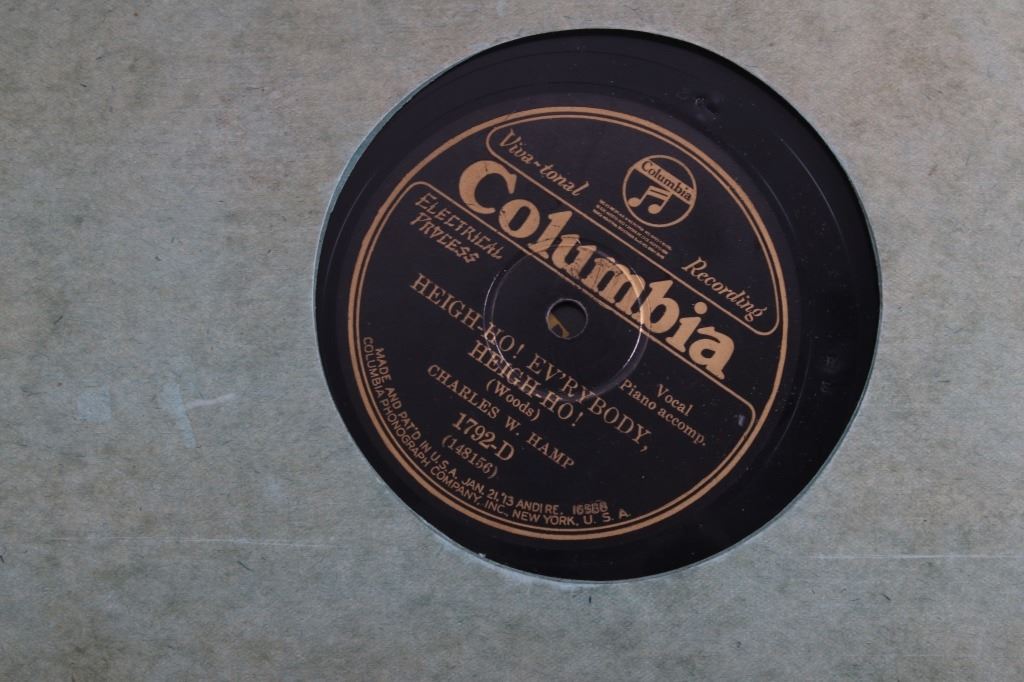 Viva-tonal
Columbia
Recording
Columbia
ELECTRICAL
PROCESS
HEIGH-HO! EV'RYBODY,
HEIGH-HO!
(Woods)
Vocal
Piano accomp.
CHARLES W. HAMP
1792-D
(148156)
MADE AND PAT'D IN U.S.A. JAN. 21, '13 AND RE. 16588
COLUMBIA PHONOGRAPH COMPANY, INC., NEW YORK, U. S. A.